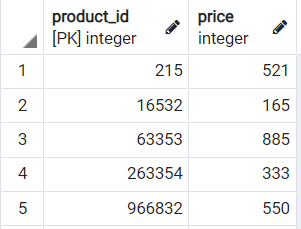 product_id price
[PK] integer integer
1 215 521
2 16532 165
3 63353 885
4 263354 333
5 966832 550